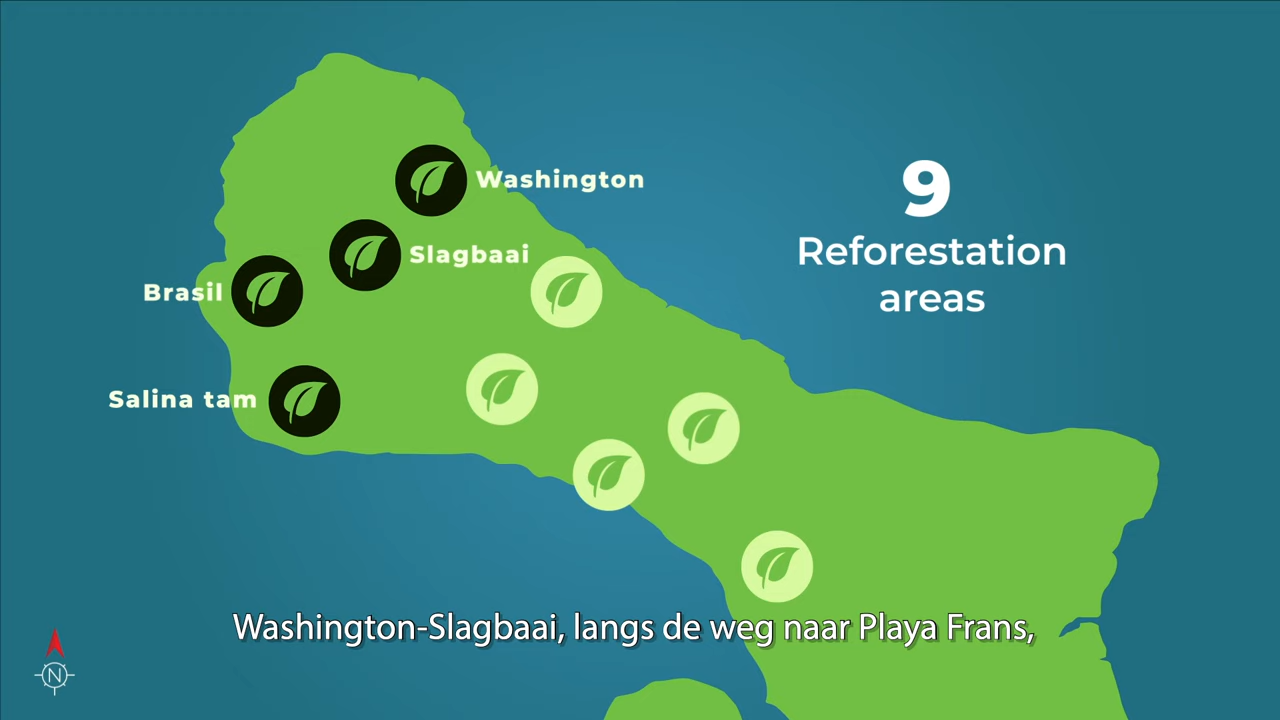 Washington
9
Reforestation
areas
Slagbaai
Brasil
Salina tam
Washington-Slagbaai, langs de weg naar Playa Frans,
N